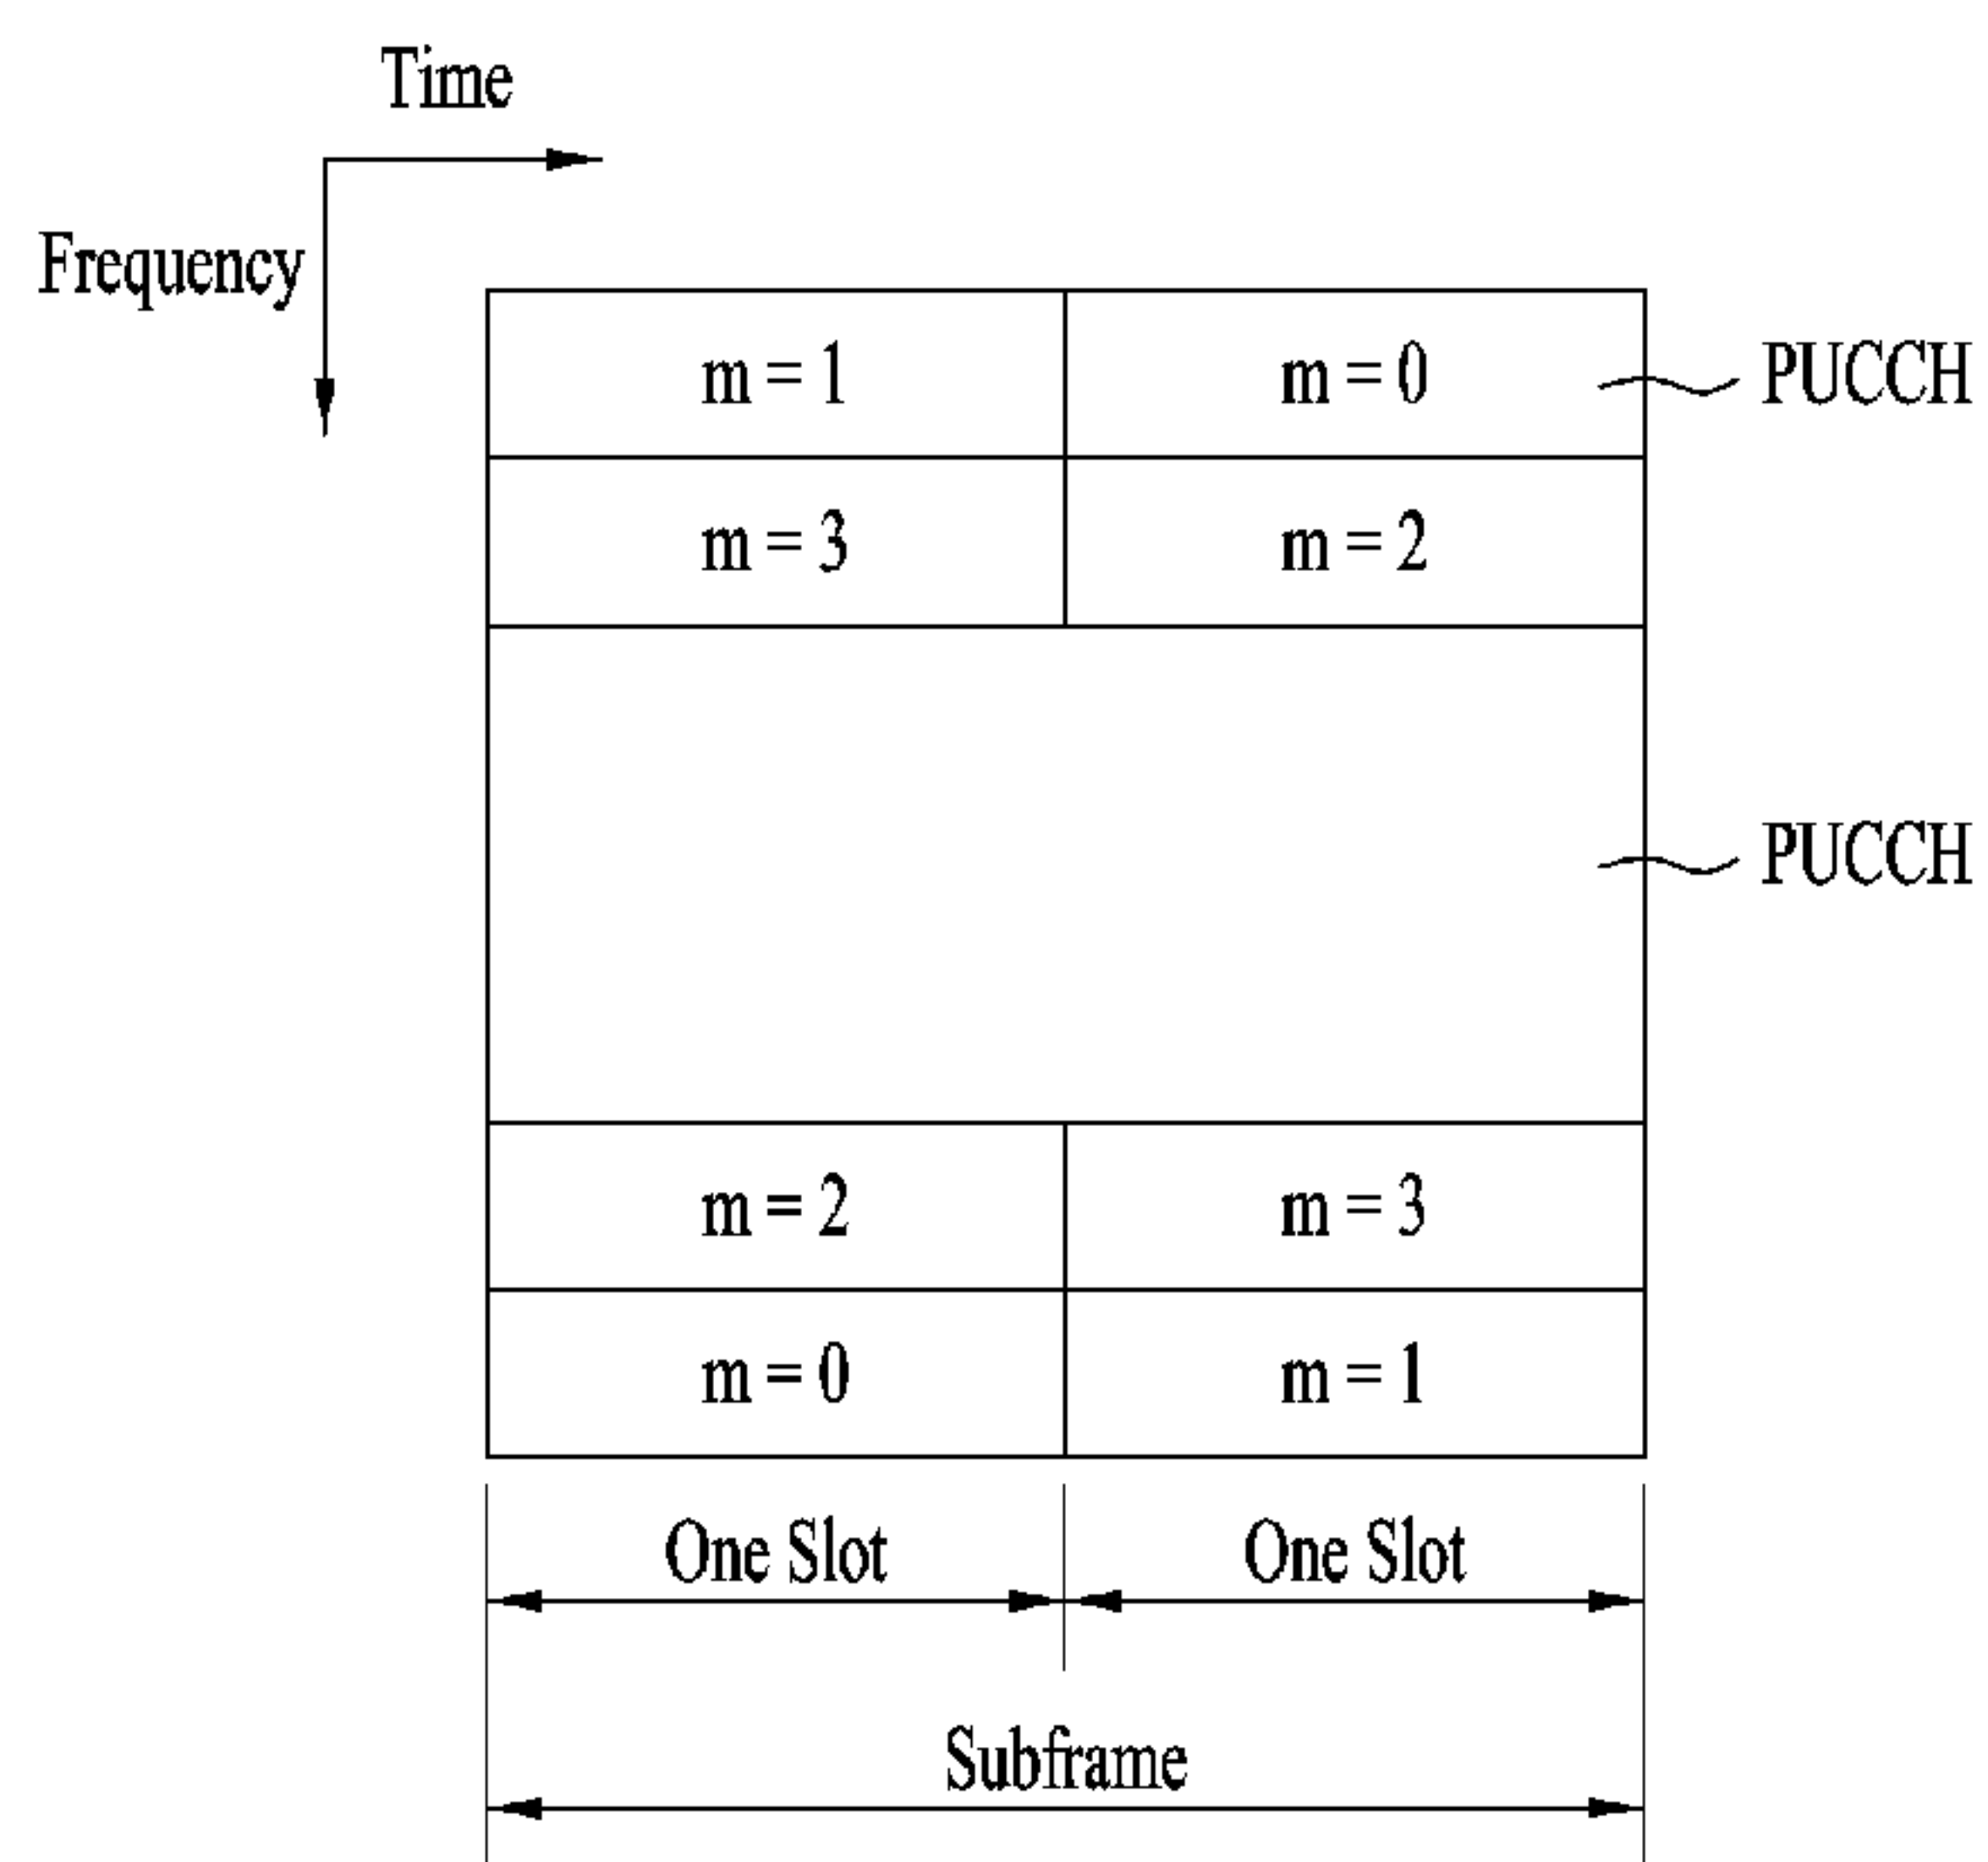 Time
Frequency
m = 1
m = 0
PUCCH
m = 3
m = 2
PUCCH
m = 2
m = 3
m = 0
m = 1
One Slot
One Slot
Subframe